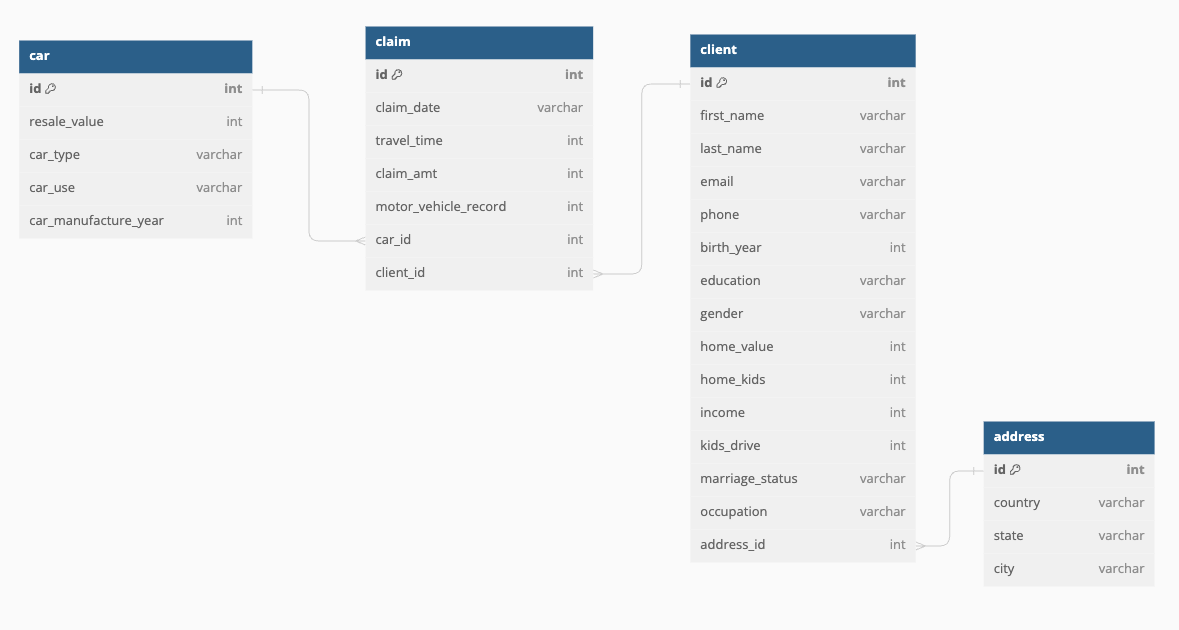 car
id int
resale_value int
car_type varchar
car_use varchar
car_manufacture_year int
claim
id int
claim_date varchar
travel_time int
claim_amt int
motor_vehicle_record int
car_id int
client_id int
client
id int
first_name varchar
last_name varchar
email varchar
phone varchar
birth_year int
education varchar
gender varchar
home_value int
home_kids int
income int
kids_drive int
marriage_status varchar
occupation varchar
address_id int
address
id int
country varchar
state varchar
city varchar